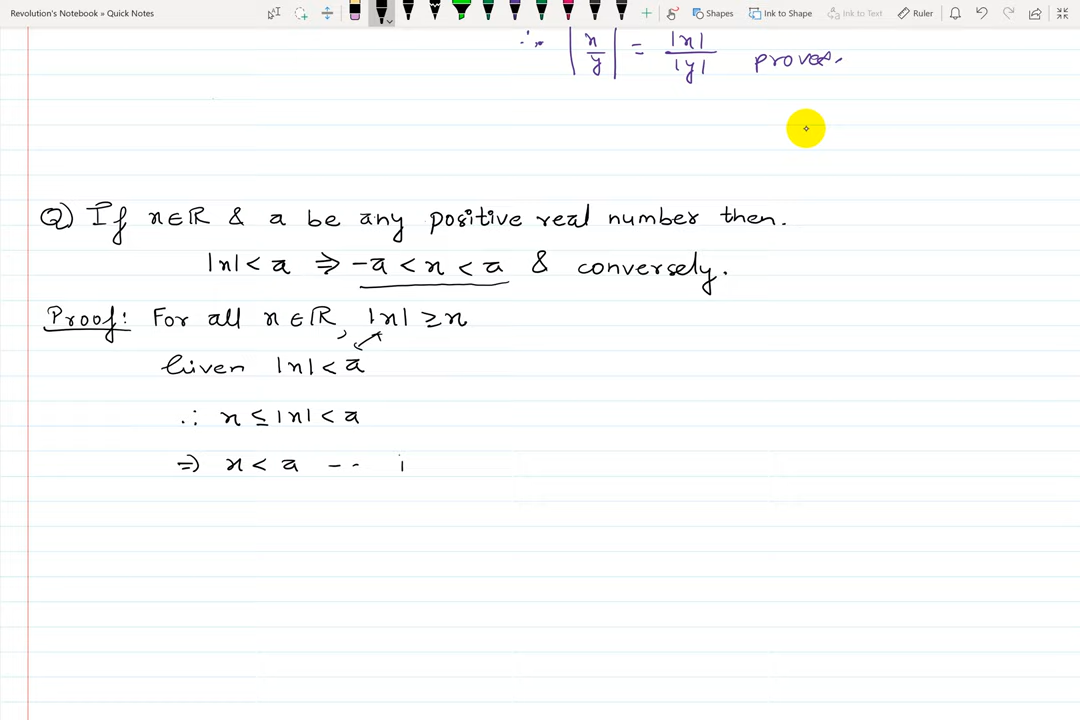 Revolution's Notebook » Quick Notes
Shapes Ink to Shape Ink to Text Ruler
∴ |x/y| = |x|/|y| proved.
Q) If x∈ℝ & a be any positive real number then.
|x| < a ⇒ -a < x < a & conversely.
Proof: For all x∈ℝ, |x| ≥ x
Given |x| < a
∴ x ≤ |x| < a
⇒ x < a -- i